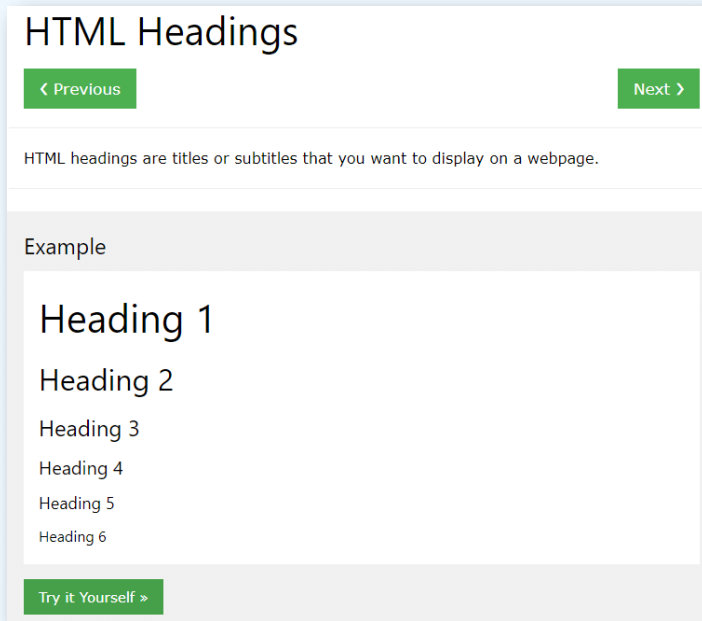 HTML Headings
❮ Previous
Next ❯
HTML headings are titles or subtitles that you want to display on a webpage.
Example
Heading 1
Heading 2
Heading 3
Heading 4
Heading 5
Heading 6
Try it Yourself »